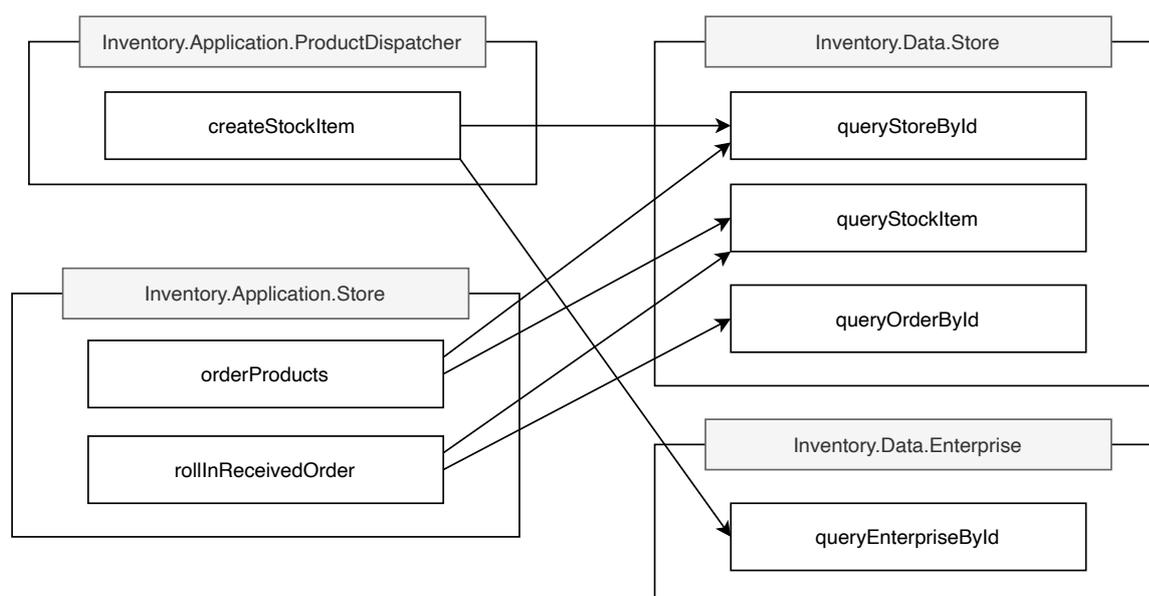 Inventory.Application.ProductDispatcher
createStockItem
Inventory.Application.Store
orderProducts
rollInReceivedOrder
Inventory.Data.Store
queryStoreById
queryStockItem
queryOrderById
Inventory.Data.Enterprise
queryEnterpriseById